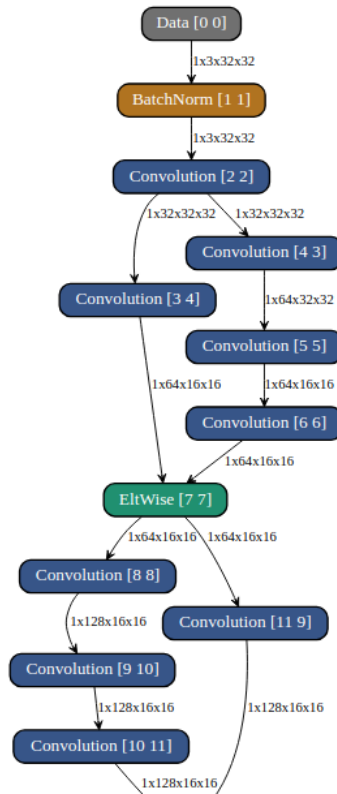 Data [0 0]
1x3x32x32
BatchNorm [1 1]
1x3x32x32
Convolution [2 2]
1x32x32x32 1x32x32x32
Convolution [4 3]
Convolution [3 4]
1x64x32x32
Convolution [5 5]
1x64x16x16 1x64x16x16
Convolution [6 6]
1x64x16x16
EltWise [7 7]
1x64x16x16 1x64x16x16
Convolution [8 8]
1x128x16x16
Convolution [11 9]
Convolution [9 10]
1x128x16x16 1x128x16x16
Convolution [10 11]
1x128x16x16